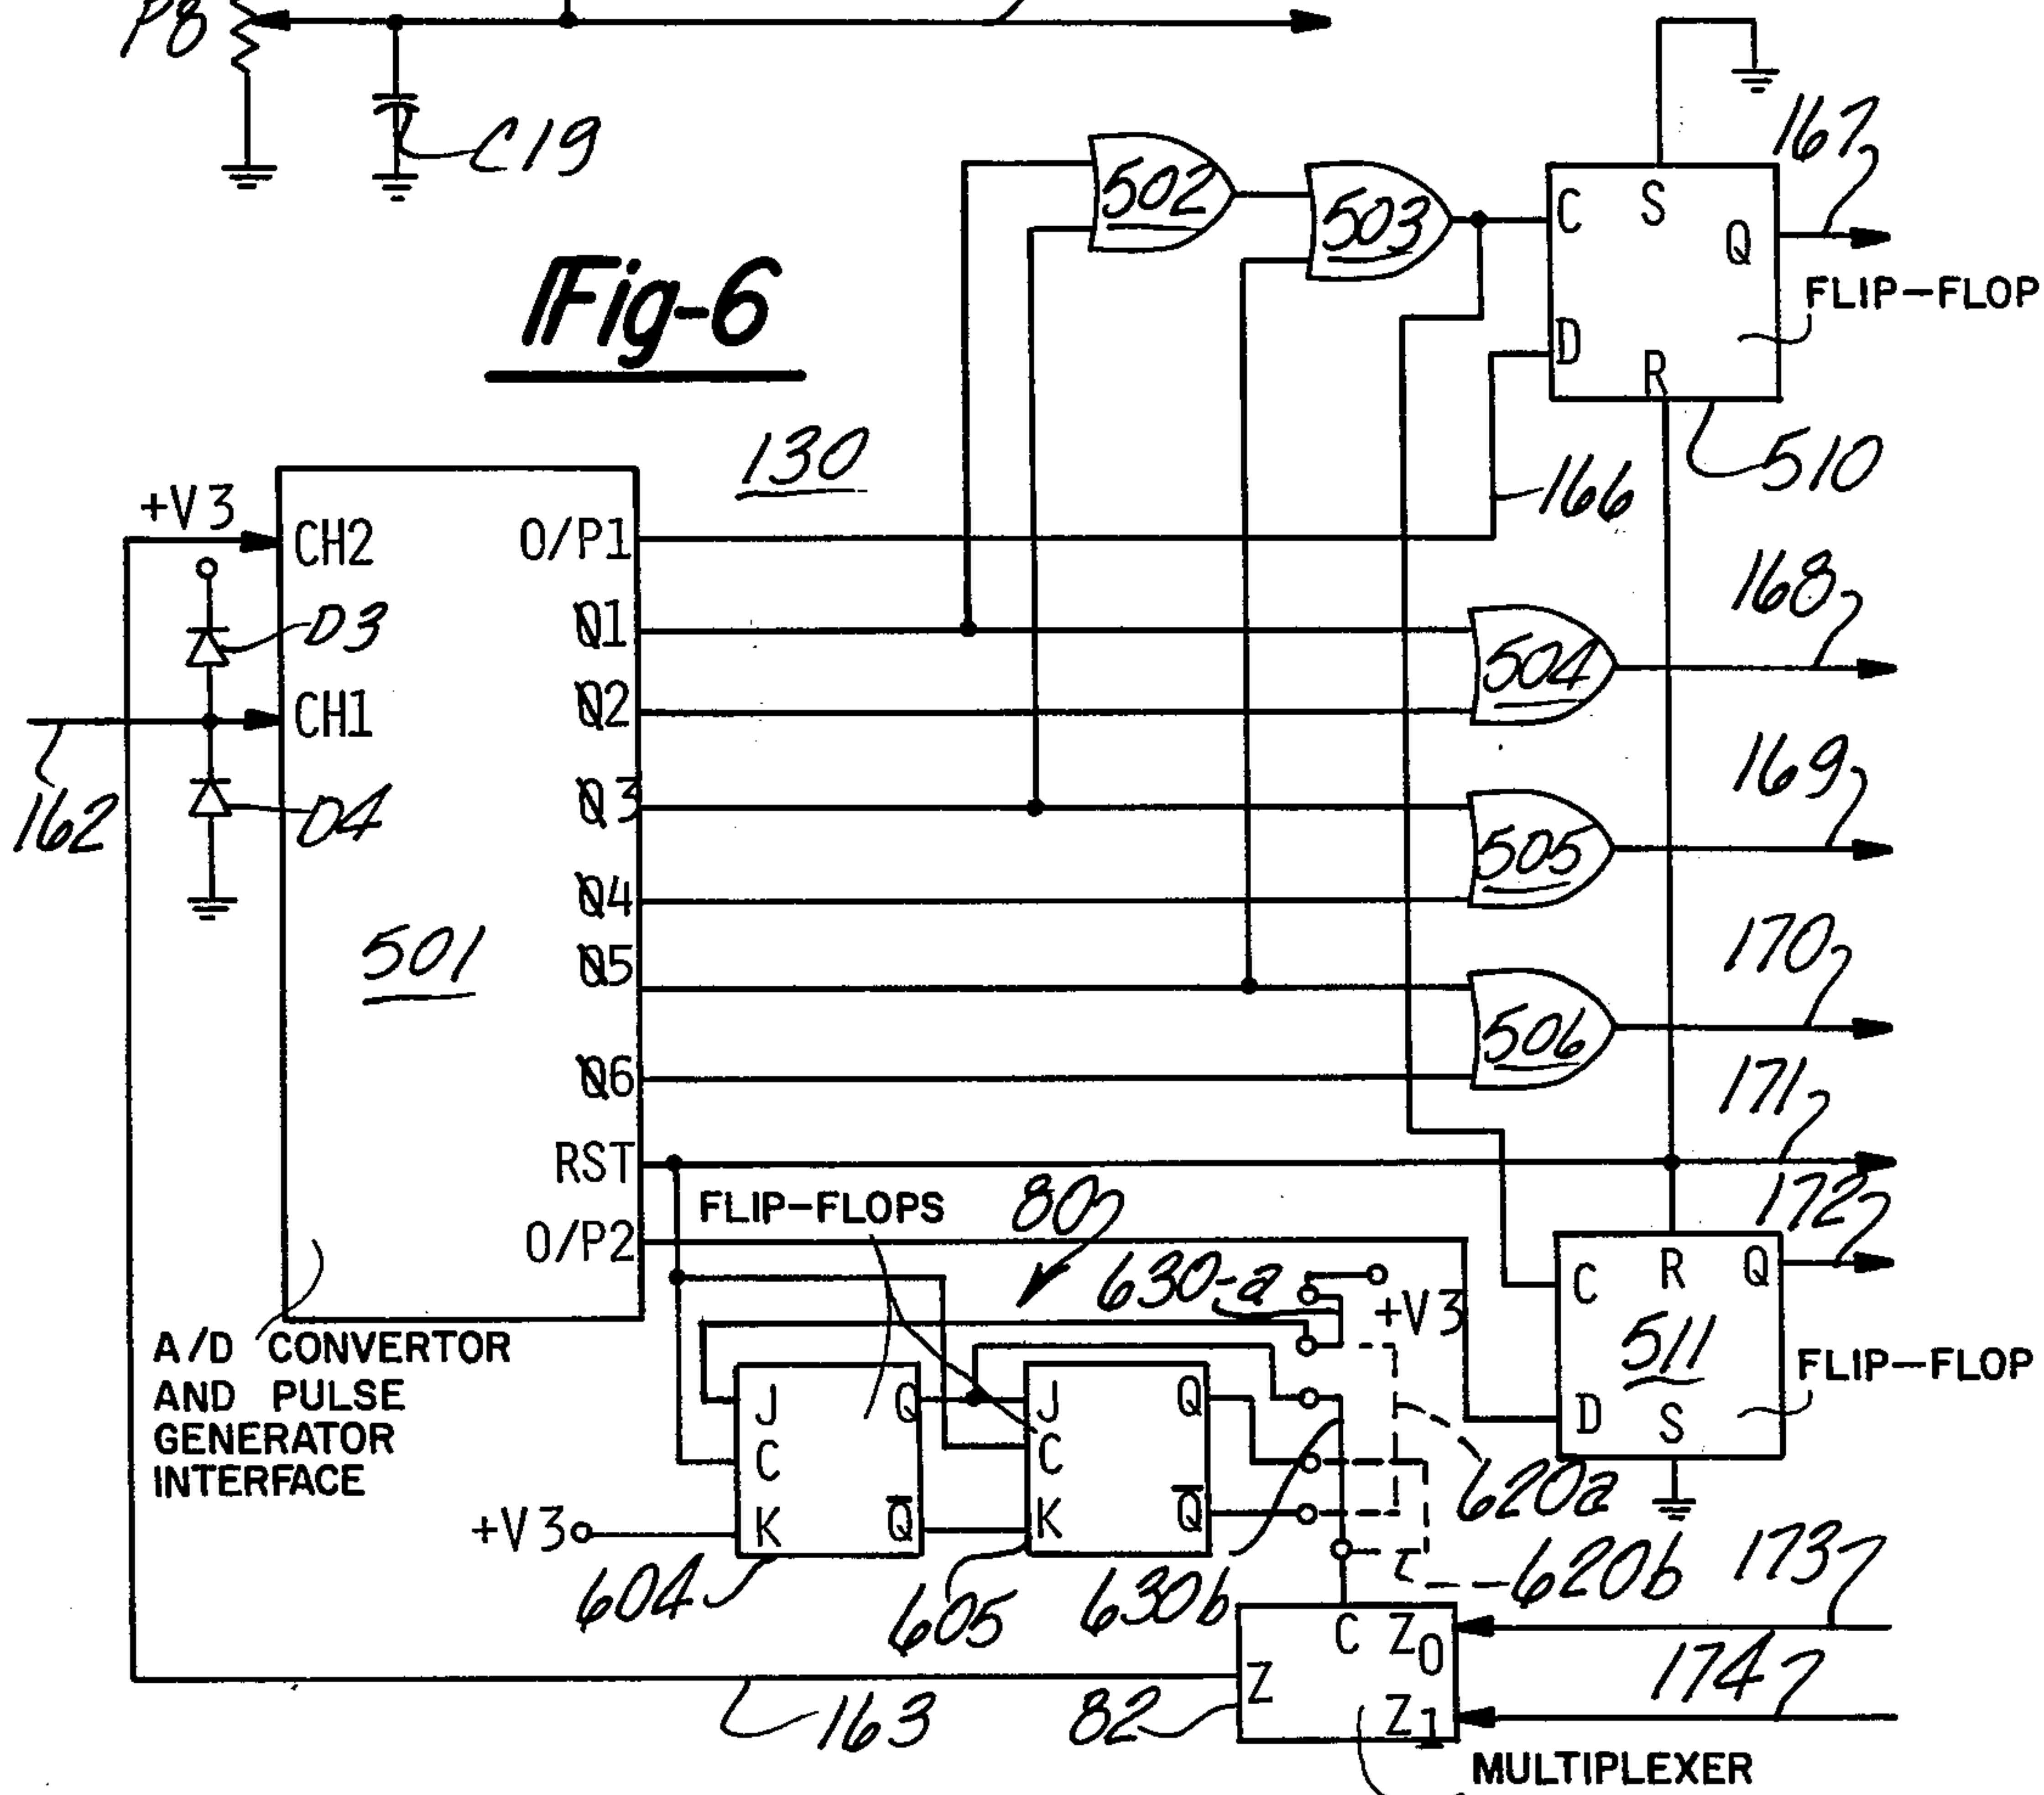 P8
C19
Fig-6
130
502
503
C S
Q
D
R
167
FLIP-FLOP
510
166
+V3
CH2
O/P1
D3
Q1
168
504
CH1
Q2
162
D4
Q3
169
505
Q4
501
Q5
170
506
Q6
171
RST
FLIP-FLOPS
80
172
O/P2
630-a
+V3
C R Q
511
FLIP-FLOP
D S
A/D CONVERTOR
AND PULSE
GENERATOR
INTERFACE
J Q
C
K Q̅
J Q
C
K Q̅
+V3
604
605
630b
620a
620b
173
C Z0
Z
Z1
174
163
82
MULTIPLEXER